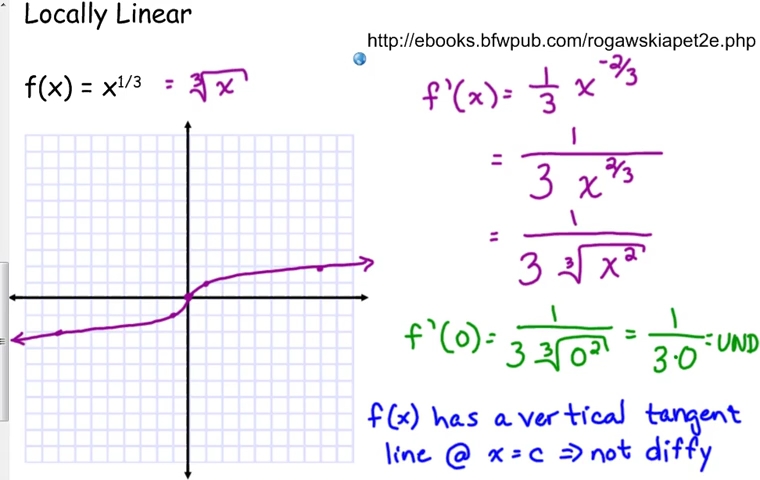 Locally Linear
http://ebooks.bfwpub.com/rogawskiapet2e.php
f(x) = x^{1/3} = ∛x
f'(x) = 1/3 x^{-2/3}
= 1/(3 x^{2/3})
= 1/(3 ∛x²)
f'(0) = 1/(3 ∛0²) = 1/(3·0) = UND
f(x) has a vertical tangent
line @ x = c ⇒ not diffy